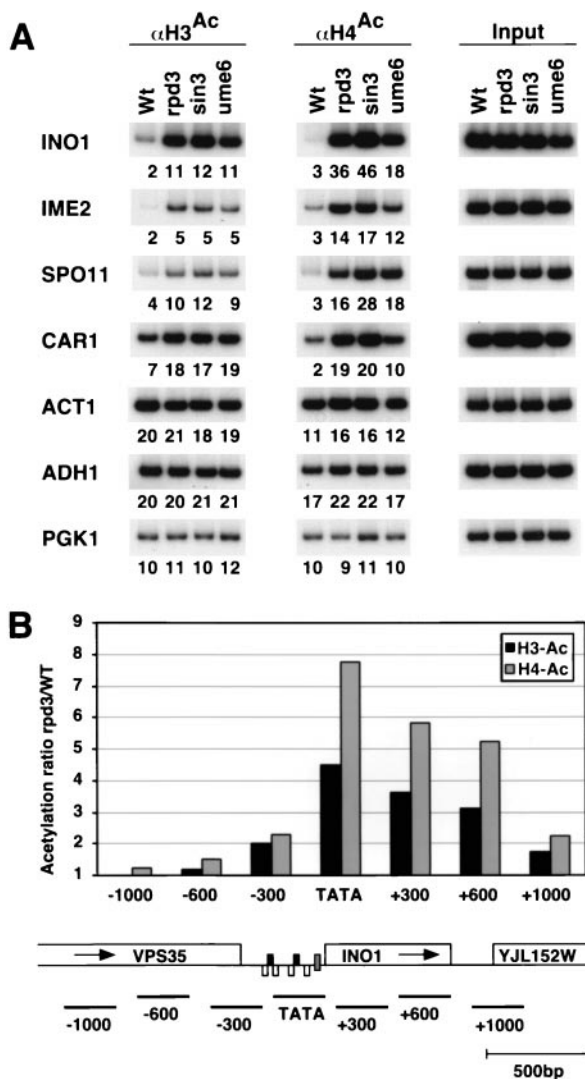 A
αH3Ac αH4Ac Input
Wt rpd3 sin3 ume6 Wt rpd3 sin3 ume6 Wt rpd3 sin3 ume6
INO1
2 11 12 11 3 36 46 18
IME2
2 5 5 5 3 14 17 12
SPO11
4 10 12 9 3 16 28 18
CAR1
7 18 17 19 2 19 20 10
ACT1
20 21 18 19 11 16 16 12
ADH1
20 20 21 21 17 22 22 17
PGK1
10 11 10 12 10 9 11 10
B
Acetylation ratio rpd3/WT
9
8
7
6
5
4
3
2
1
H3-Ac
H4-Ac
-1000 -600 -300 TATA +300 +600 +1000
VPS35 INO1 YJL152W
-1000 -600 -300 TATA +300 +600 +1000
500bp